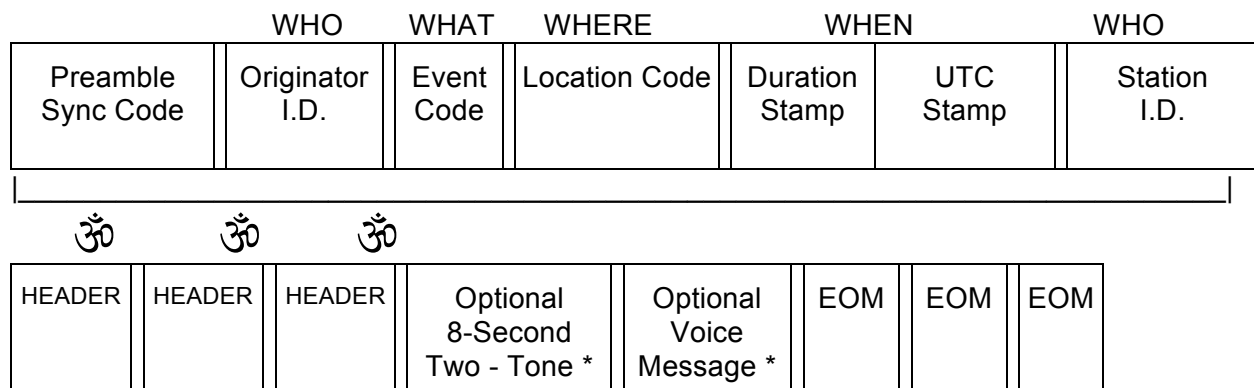 WHO WHAT WHERE WHEN WHO
Preamble Originator Event Location Code Duration UTC Station
Sync Code I.D. Code Stamp Stamp I.D.
ॐ ॐ ॐ
HEADER HEADER HEADER Optional Optional EOM EOM EOM
8-Second Voice
Two - Tone * Message *